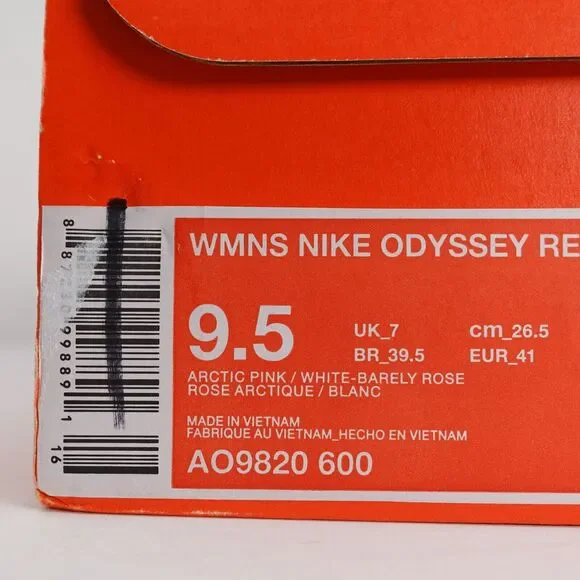 WMNS NIKE ODYSSEY RE
9.5
UK_7
cm_26.5
BR_39.5
EUR_41
ARCTIC PINK / WHITE-BARELY ROSE
ROSE ARCTIQUE / BLANC
MADE IN VIETNAM
FABRIQUE AU VIETNAM_HECHO EN VIETNAM
AO9820 600
16